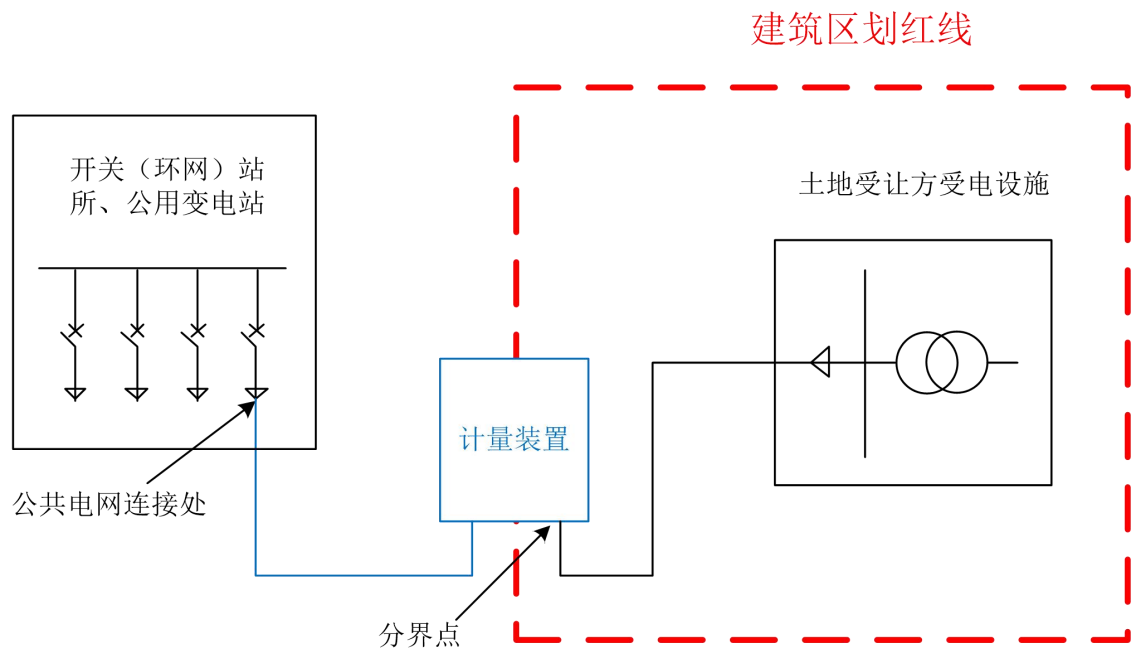 建筑区划红线
开关（环网）站
所、公用变电站
土地受让方受电设施
计量装置
公共电网连接处
分界点